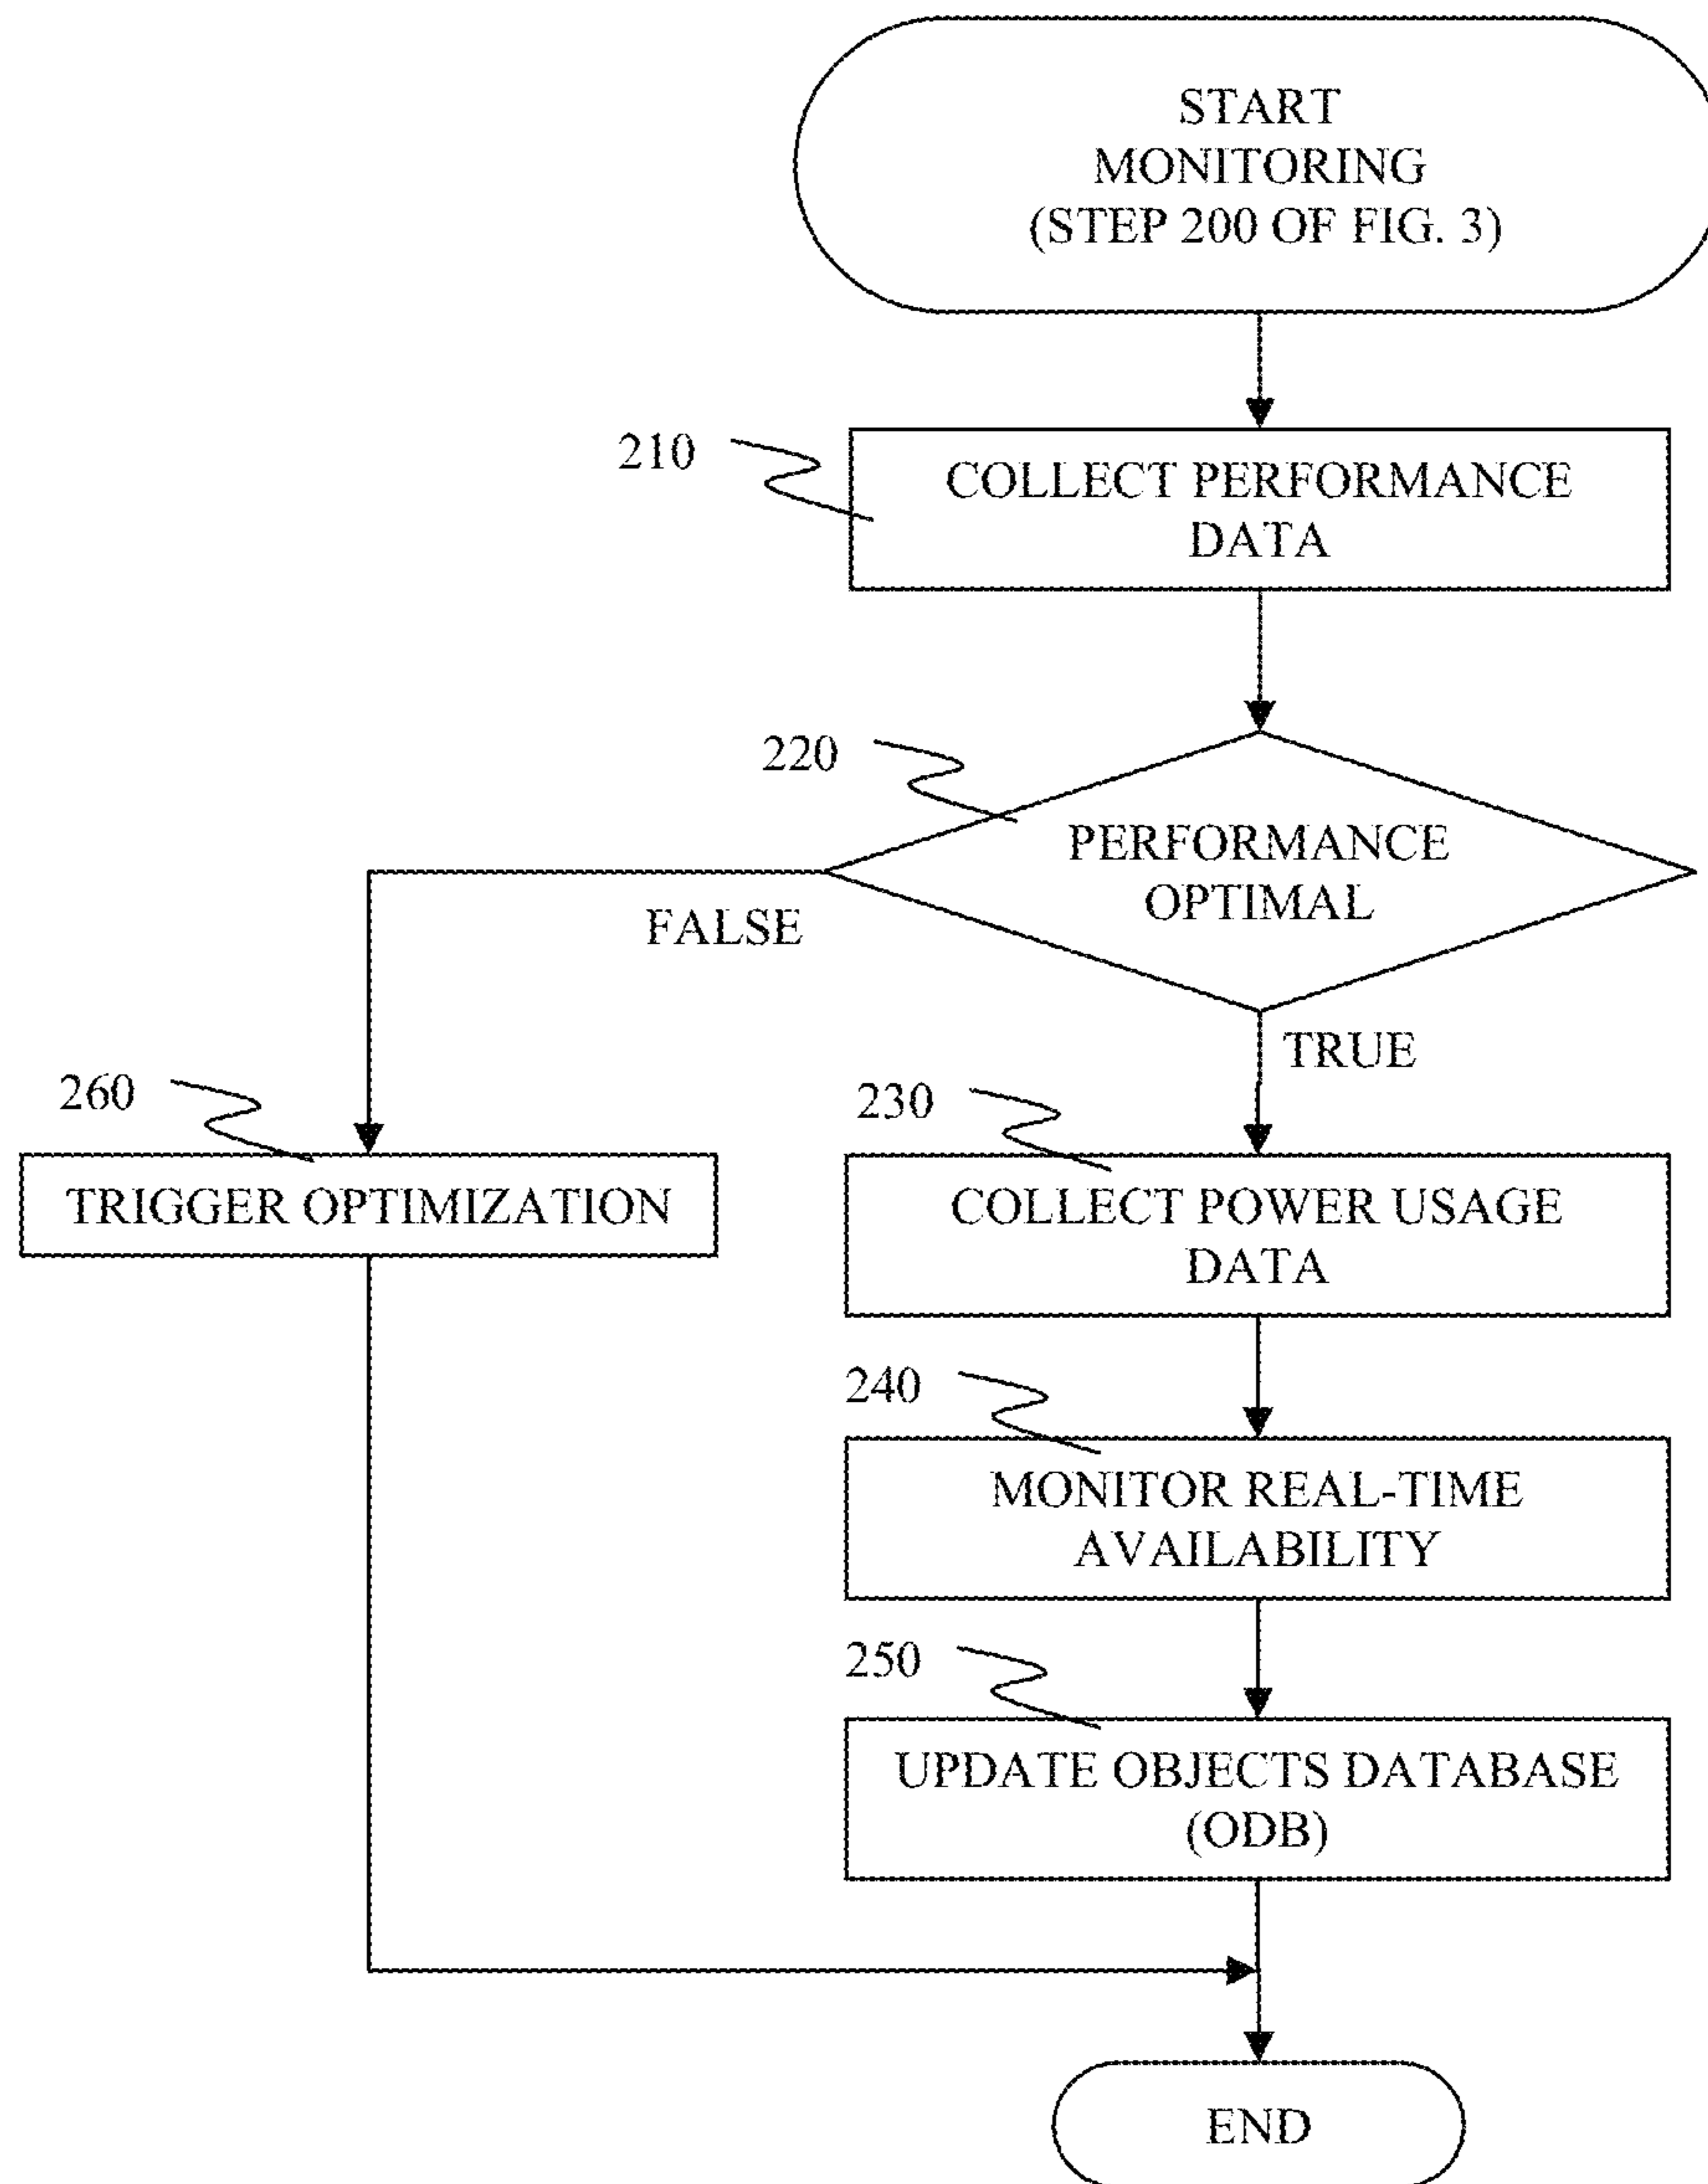 START
MONITORING
(STEP 200 OF FIG. 3)
210
COLLECT PERFORMANCE
DATA
220
PERFORMANCE
OPTIMAL
FALSE
TRUE
260
TRIGGER OPTIMIZATION
230
COLLECT POWER USAGE
DATA
240
MONITOR REAL-TIME
AVAILABILITY
250
UPDATE OBJECTS DATABASE
(ODB)
END